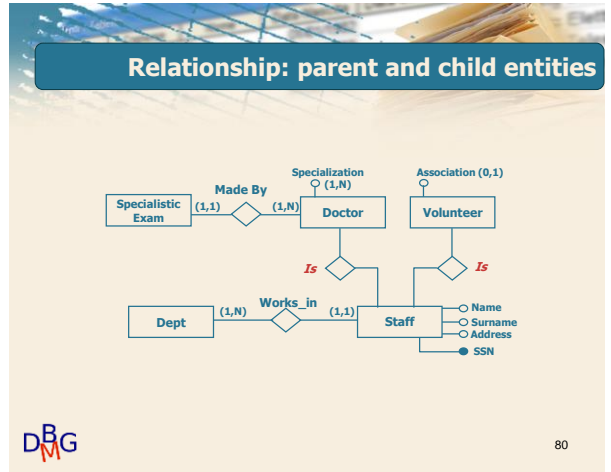 Relationship: parent and child entities
Specialization
(1,N)
Association (0,1)
Made By
Specialistic
Exam
(1,1)
(1,N)
Doctor
Volunteer
Is
Is
Works_in
Dept
(1,N)
(1,1)
Staff
Name
Surname
Address
SSN
DBMG
80